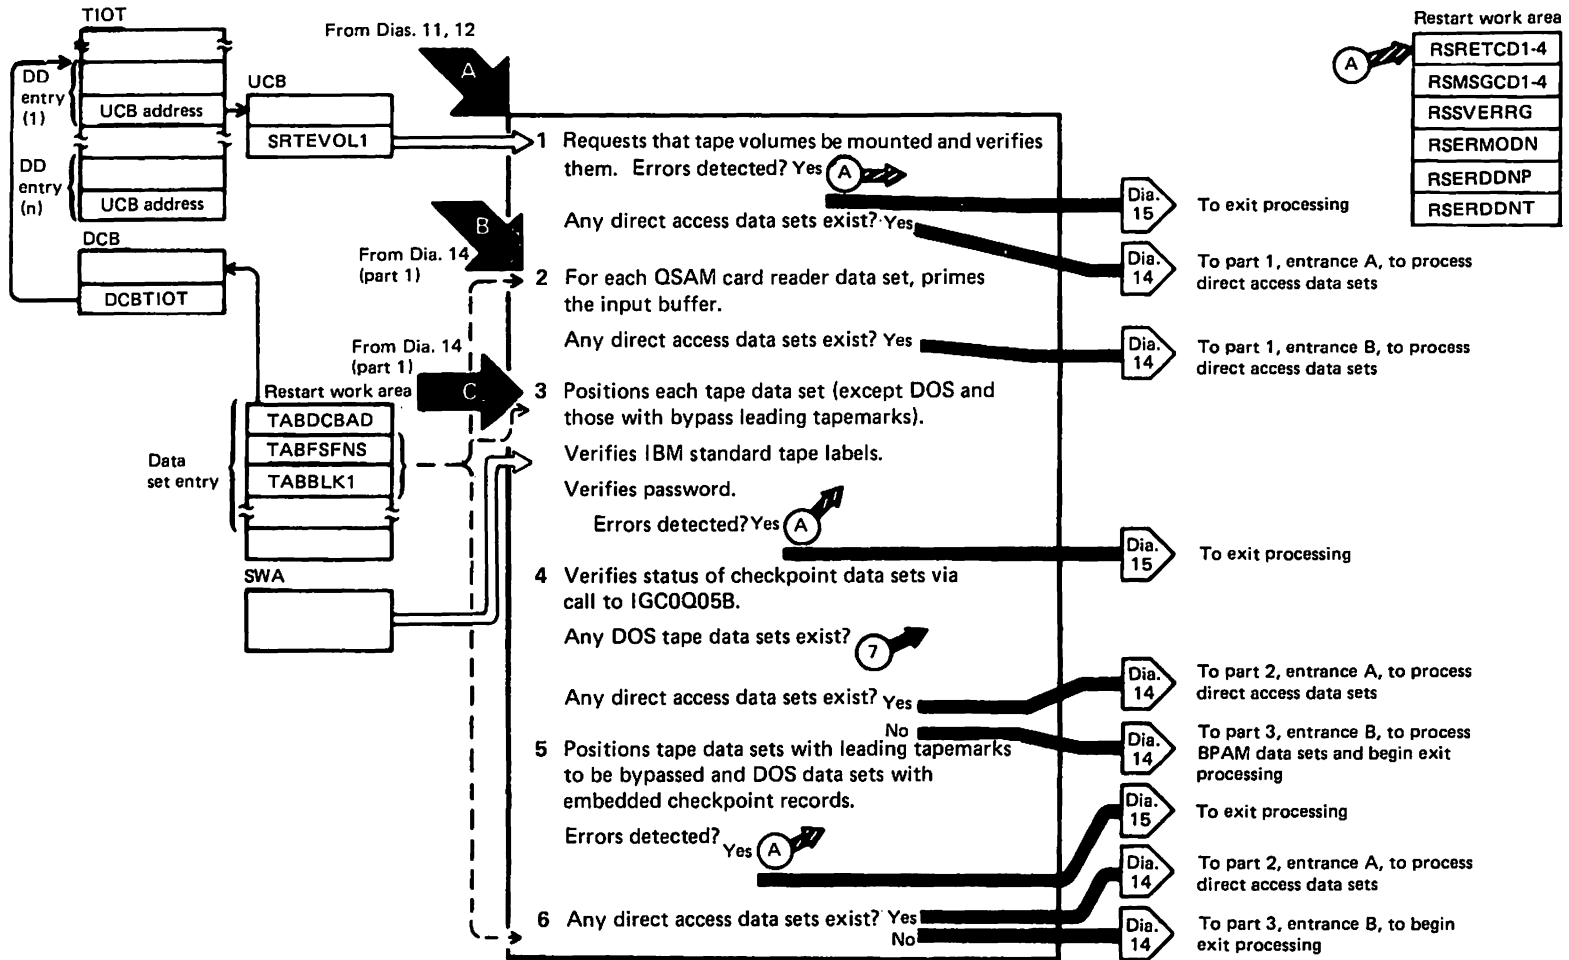 TIOT
DD
entry
(1)
UCB address
DD
entry
(n)
UCB address
DCB
DCBTIOT
UCB
SRTEVOL1
From Dias. 11, 12
A
From Dia. 14
(part 1)
B
From Dia. 14
(part 1)
C
Restart work area
TABDCBAD
TABFSFNS
TABBLK1
Data
set entry
SWA
1 Requests that tape volumes be mounted and verifies
them. Errors detected? Yes A
Any direct access data sets exist? Yes
2 For each QSAM card reader data set, primes
the input buffer.
Any direct access data sets exist? Yes
3 Positions each tape data set (except DOS and
those with bypass leading tapemarks).
Verifies IBM standard tape labels.
Verifies password.
Errors detected? Yes A
4 Verifies status of checkpoint data sets via
call to IGC0Q05B.
Any DOS tape data sets exist? 7
Any direct access data sets exist? Yes
No
5 Positions tape data sets with leading tapemarks
to be bypassed and DOS data sets with
embedded checkpoint records.
Errors detected? Yes A
6 Any direct access data sets exist? Yes
No
Restart work area
A
RSRETCD1-4
RSMSGCD1-4
RSSVERRG
RSERMODN
RSERDDNP
RSERDDNT
Dia.
15
To exit processing
Dia.
14
To part 1, entrance A, to process
direct access data sets
Dia.
14
To part 1, entrance B, to process
direct access data sets
Dia.
15
To exit processing
Dia.
14
To part 2, entrance A, to process
direct access data sets
Dia.
14
To part 3, entrance B, to process
BPAM data sets and begin exit
processing
Dia.
15
To exit processing
Dia.
14
To part 2, entrance A, to process
direct access data sets
Dia.
14
To part 3, entrance B, to begin
exit processing